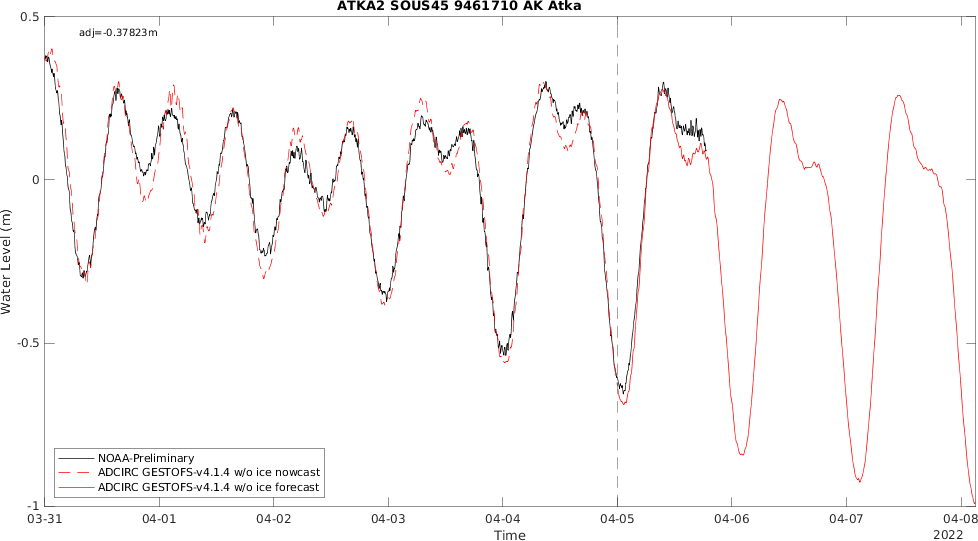 ATKA2 SOUS45 9461710 AK Atka
adj=-0.37823m
0.5
0
-0.5
-1
Water Level (m)
NOAA-Preliminary
ADCIRC GESTOFS-v4.1.4 w/o ice nowcast
ADCIRC GESTOFS-v4.1.4 w/o ice forecast
03-31 04-01 04-02 04-03 04-04 04-05 04-06 04-07 04-08
Time
2022